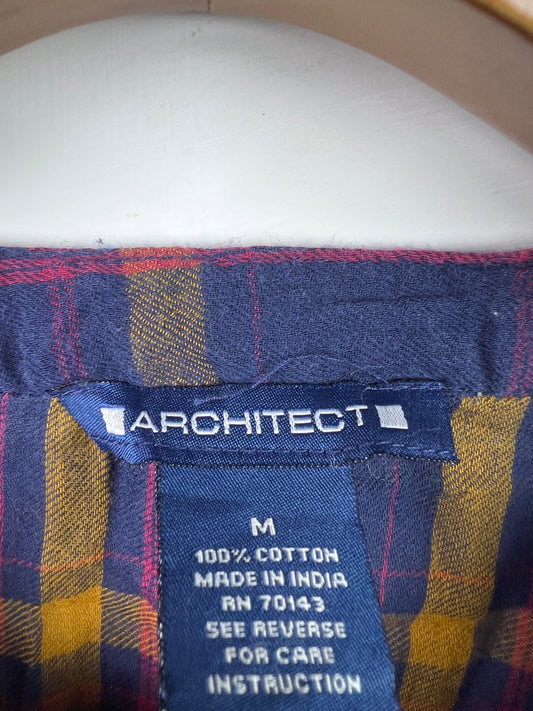 ARCHITECT
M
100% COTTON
MADE IN INDIA
RN 70143
SEE REVERSE
FOR CARE
INSTRUCTION